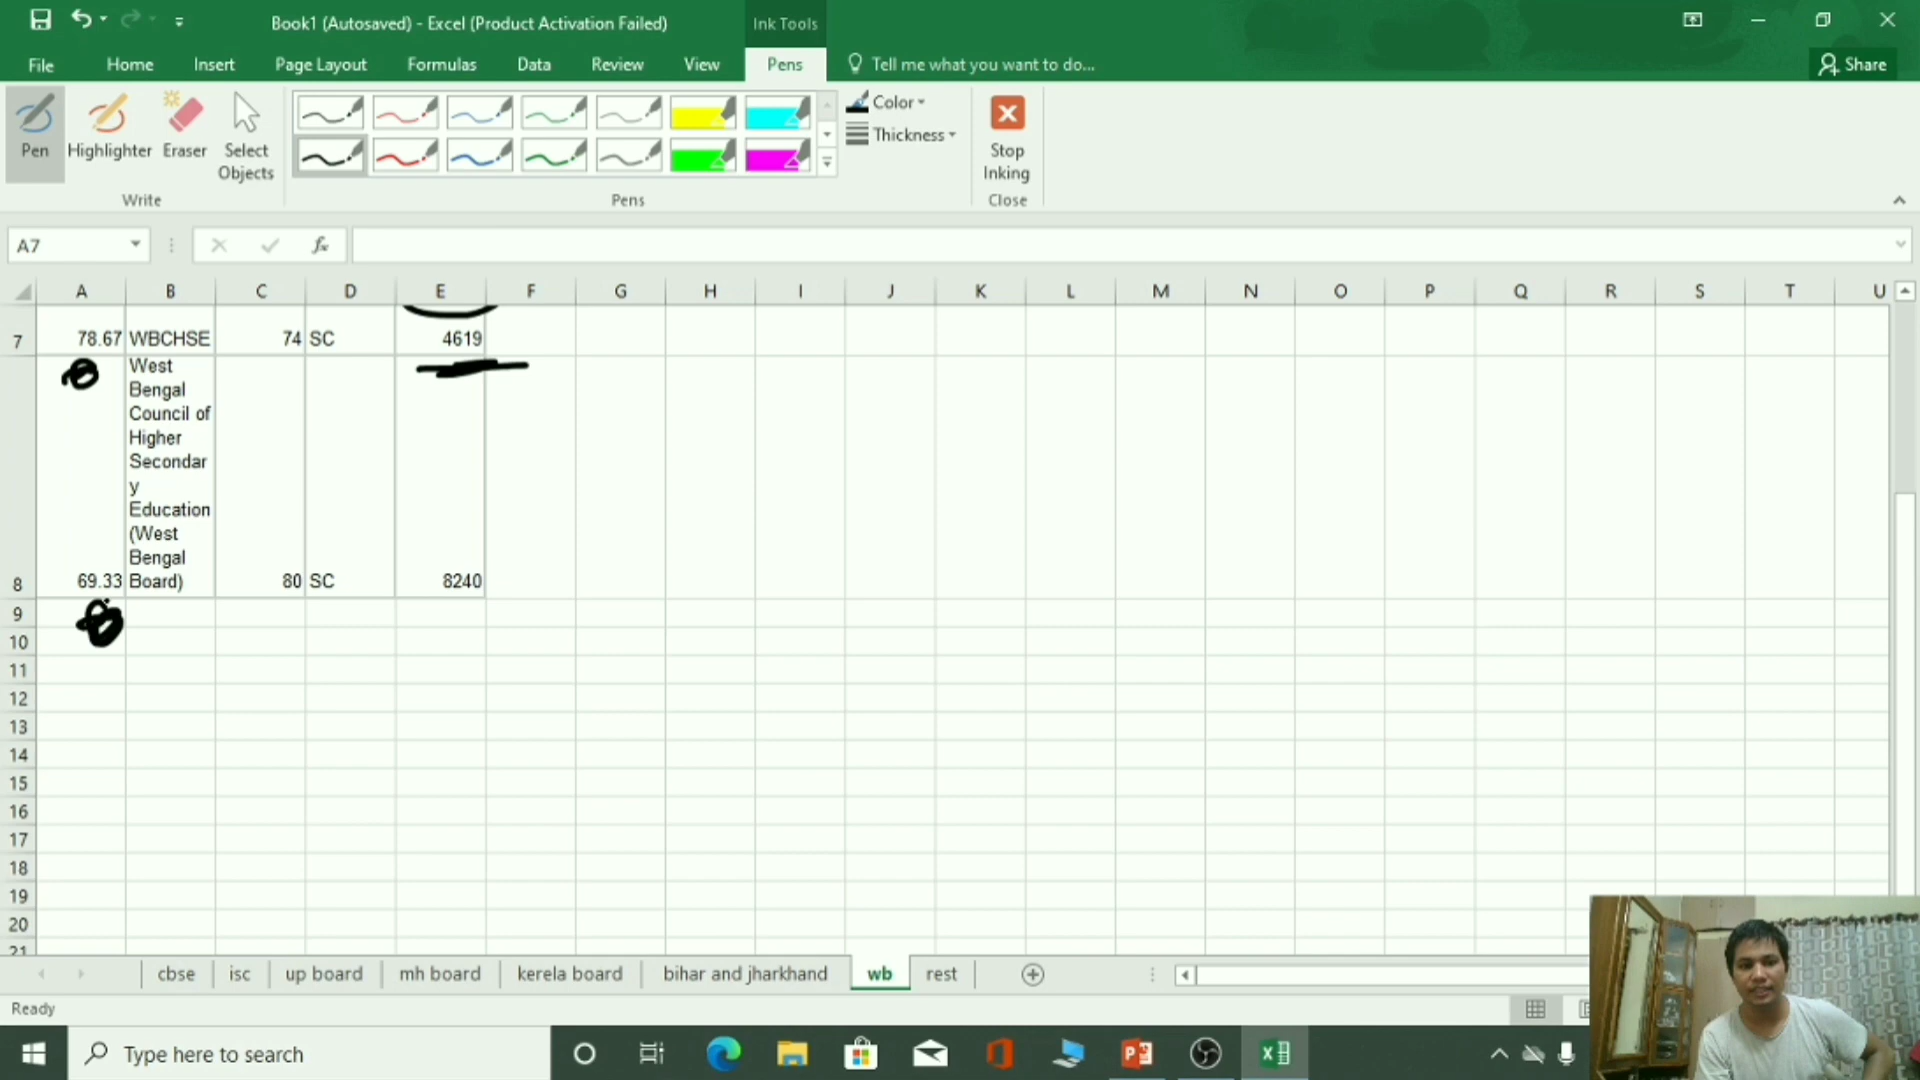 Book1 (Autosaved) - Excel (Product Activation Failed)
Ink Tools
File Home Insert Page Layout Formulas Data Review View Pens Tell me what you want to do... Share
Pen Highlighter Eraser Select Objects
Color
Thickness
Stop Inking
Write Pens Close
A7 fx
A B C D E F G H I J K L M N O P Q R S T U
7 78.67 WBCHSE 74 SC 4619
West
Bengal
Council of
Higher
Secondar
y
Education
(West
Bengal
8 69.33 Board) 80 SC 8240
9
10
11
12
13
14
15
16
17
18
19
20
21
cbse isc up board mh board kerela board bihar and jharkhand wb rest
Ready
Type here to search